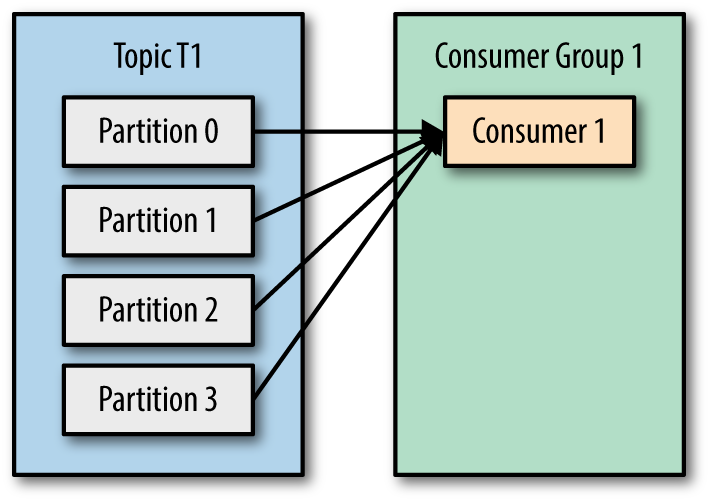 Topic T1
Partition 0
Partition 1
Partition 2
Partition 3
Consumer Group 1
Consumer 1